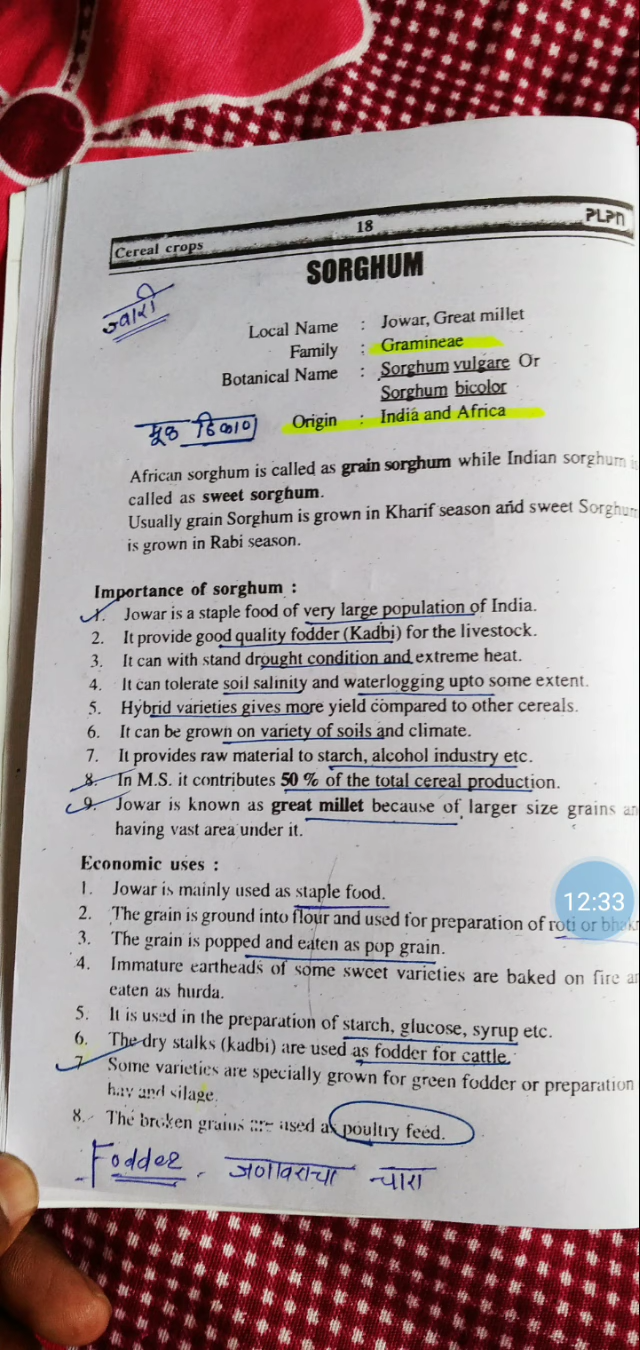 18
PLPn
Cereal crops
SORGHUM
ज्वारी
Local Name : Jowar, Great millet
Family : Gramineae
Botanical Name : Sorghum vulgare Or
Sorghum bicolor
मूळ ठिकाण
Origin : India and Africa
African sorghum is called as grain sorghum while Indian sorghum is
called as sweet sorghum.
Usually grain Sorghum is grown in Kharif season and sweet Sorghum
is grown in Rabi season.
Importance of sorghum :
1. Jowar is a staple food of very large population of India.
2. It provide good quality fodder (Kadbi) for the livestock.
3. It can with stand drought condition and extreme heat.
4. It can tolerate soil salinity and waterlogging upto some extent.
5. Hybrid varieties gives more yield compared to other cereals.
6. It can be grown on variety of soils and climate.
7. It provides raw material to starch, alcohol industry etc.
8. In M.S. it contributes 50 % of the total cereal production.
9. Jowar is known as great millet because of larger size grains an
having vast area under it.
Economic uses :
1. Jowar is mainly used as staple food.
12:33
2. The grain is ground into flour and used for preparation of roti or bhak
3. The grain is popped and eaten as pop grain.
4. Immature eartheads of some sweet varieties are baked on fire an
eaten as hurda.
5. It is used in the preparation of starch, glucose, syrup etc.
6. The dry stalks (kadbi) are used as fodder for cattle.
7 Some varieties are specially grown for green fodder or preparation
hay and silage.
8. The broken grains are used as poultry feed.
Fodder - जणावराचा चारा